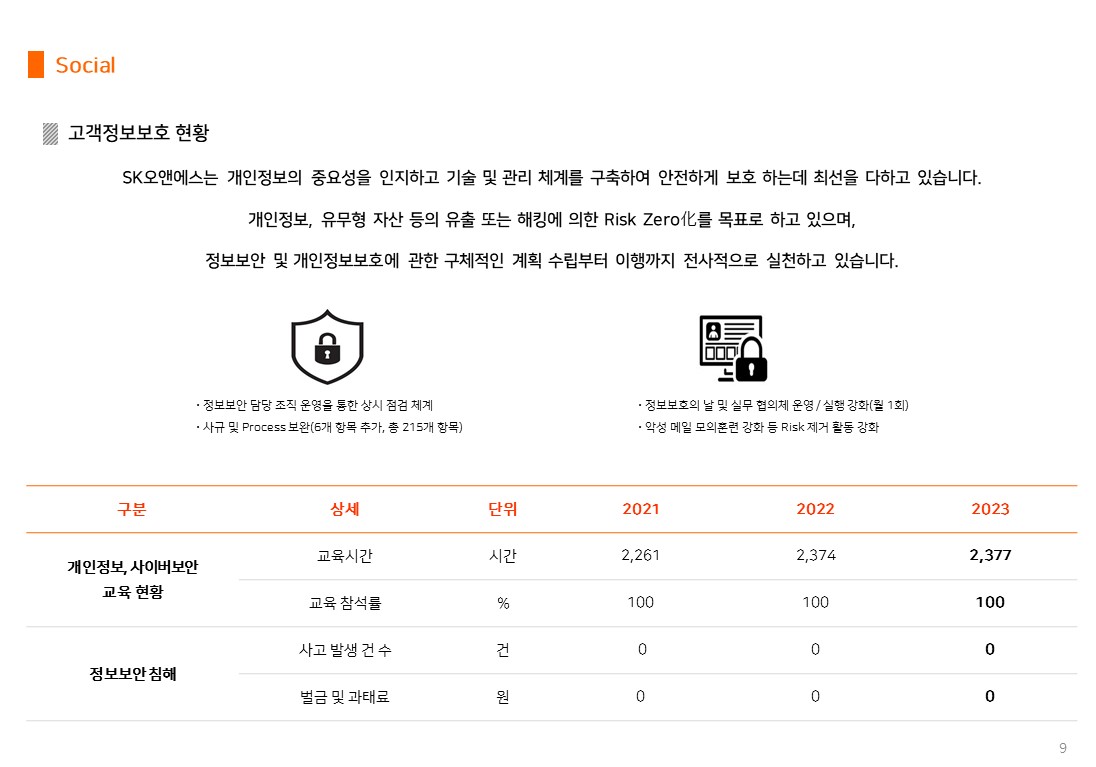 Social
고객정보보호 현황
SK오앤에스는 개인정보의 중요성을 인지하고 기술 및 관리 체계를 구축하여 안전하게 보호 하는데 최선을 다하고 있습니다.
개인정보, 유무형 자산 등의 유출 또는 해킹에 의한 Risk Zero化를 목표로 하고 있으며,
정보보안 및 개인정보보호에 관한 구체적인 계획 수립부터 이행까지 전사적으로 실천하고 있습니다.
· 정보보안 담당 조직 운영을 통한 상시 점검 체계
· 사규 및 Process 보완(6개 항목 추가, 총 215개 항목)
· 정보보호의 날 및 실무 협의체 운영 / 실행 강화(월 1회)
· 악성 메일 모의훈련 강화 등 Risk 제거 활동 강화
구분 상세 단위 2021 2022 2023
개인정보, 사이버보안
교육 현황
교육시간 시간 2,261 2,374 2,377
교육 참석률 % 100 100 100
정보보안 침해
사고 발생 건 수 건 0 0 0
벌금 및 과태료 원 0 0 0
9